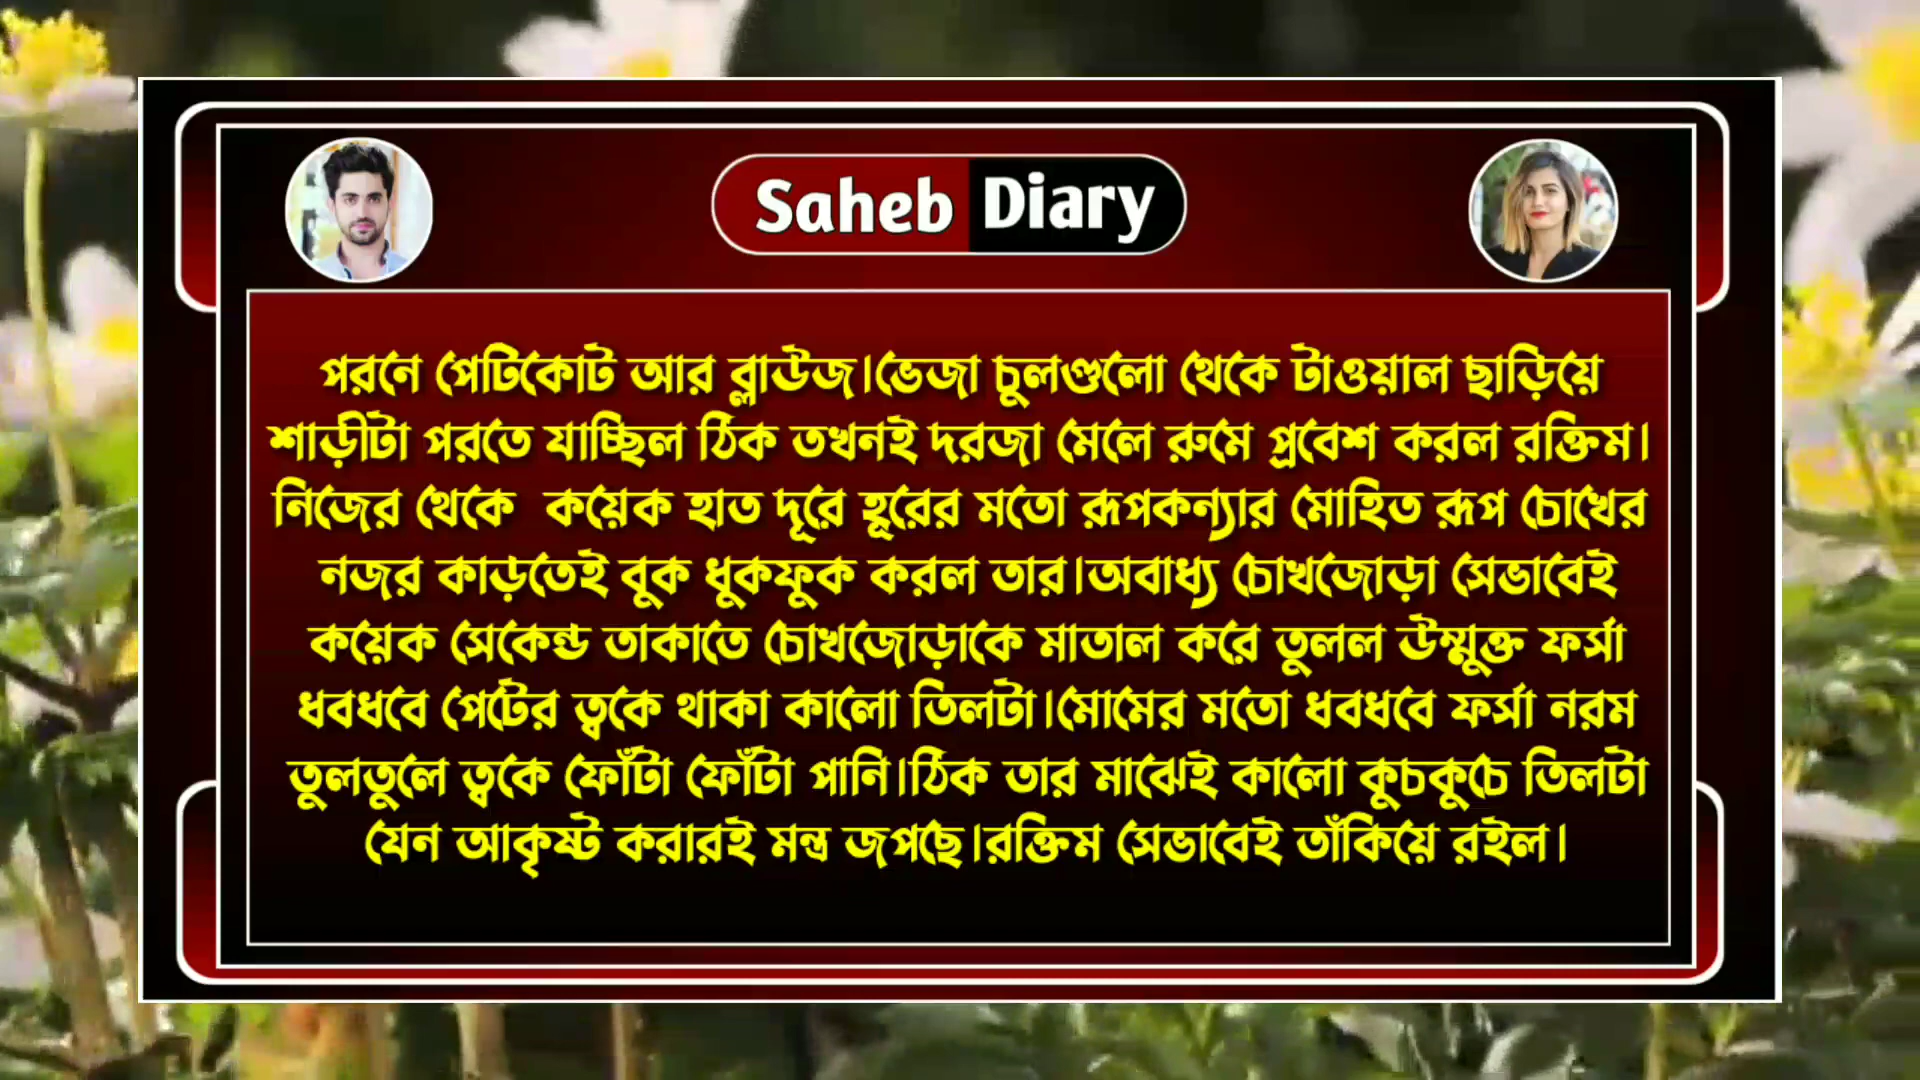 Saheb Diary
পরনে পেটিকোট আর ব্লাউজ।ভেজা চুলগুলো থেকে টাওয়াল ছাড়িয়ে
শাড়ীটা পরতে যাচ্ছিল ঠিক তখনই দরজা মেলে রুমে প্রবেশ করল রক্তিম।
নিজের থেকে কয়েক হাত দূরে হূরের মতো রূপকন্যার মোহিত রূপ চোখের
নজর কাড়তেই বুক ধুকফুক করল তার।অবাধ্য চোখজোড়া সেভাবেই
কয়েক সেকেন্ড তাকাতে চোখজোড়াকে মাতাল করে তুলল উম্মুক্ত ফর্সা
ধবধবে পেটের ত্বকে থাকা কালো তিলটা।মোমের মতো ধবধবে ফর্সা নরম
তুলতুলে ত্বকে ফোঁটা ফোঁটা পানি।ঠিক তার মাঝেই কালো কুচকুচে তিলটা
যেন আকৃষ্ট করারই মন্ত্র জপছে।রক্তিম সেভাবেই তাঁকিয়ে রইল।